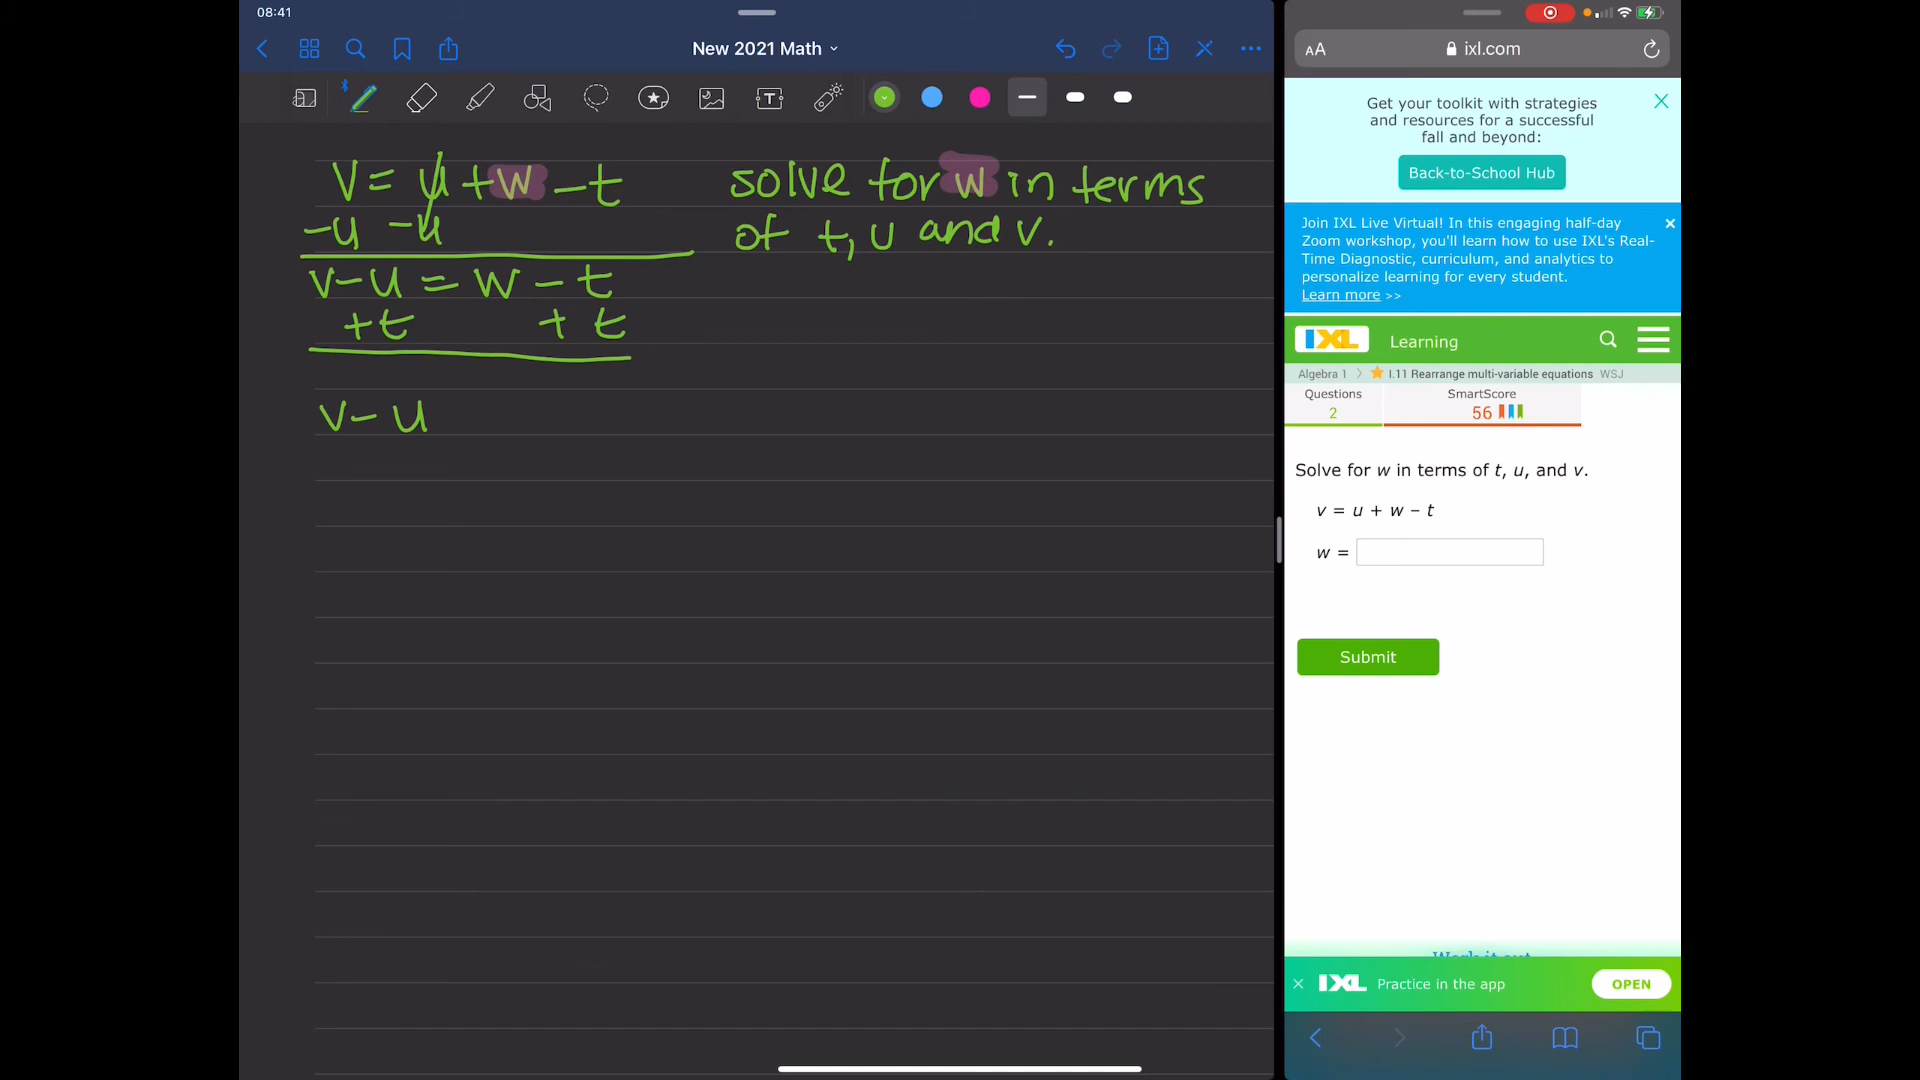 08:41
New 2021 Math
V = u + w - t
-u -u
v-u = w - t
+t + t
v - u
solve for w in terms
of t, u and v.
AA
ixl.com
Get your toolkit with strategies
and resources for a successful
fall and beyond:
Back-to-School Hub
Join IXL Live Virtual! In this engaging half-day
Zoom workshop, you'll learn how to use IXL's Real-
Time Diagnostic, curriculum, and analytics to
personalize learning for every student.
Learn more >>
IXL Learning
Algebra 1 > I.11 Rearrange multi-variable equations WSJ
Questions
2
SmartScore
56
Solve for w in terms of t, u, and v.
v = u + w − t
w =
Submit
Work it out
IXL Practice in the app OPEN